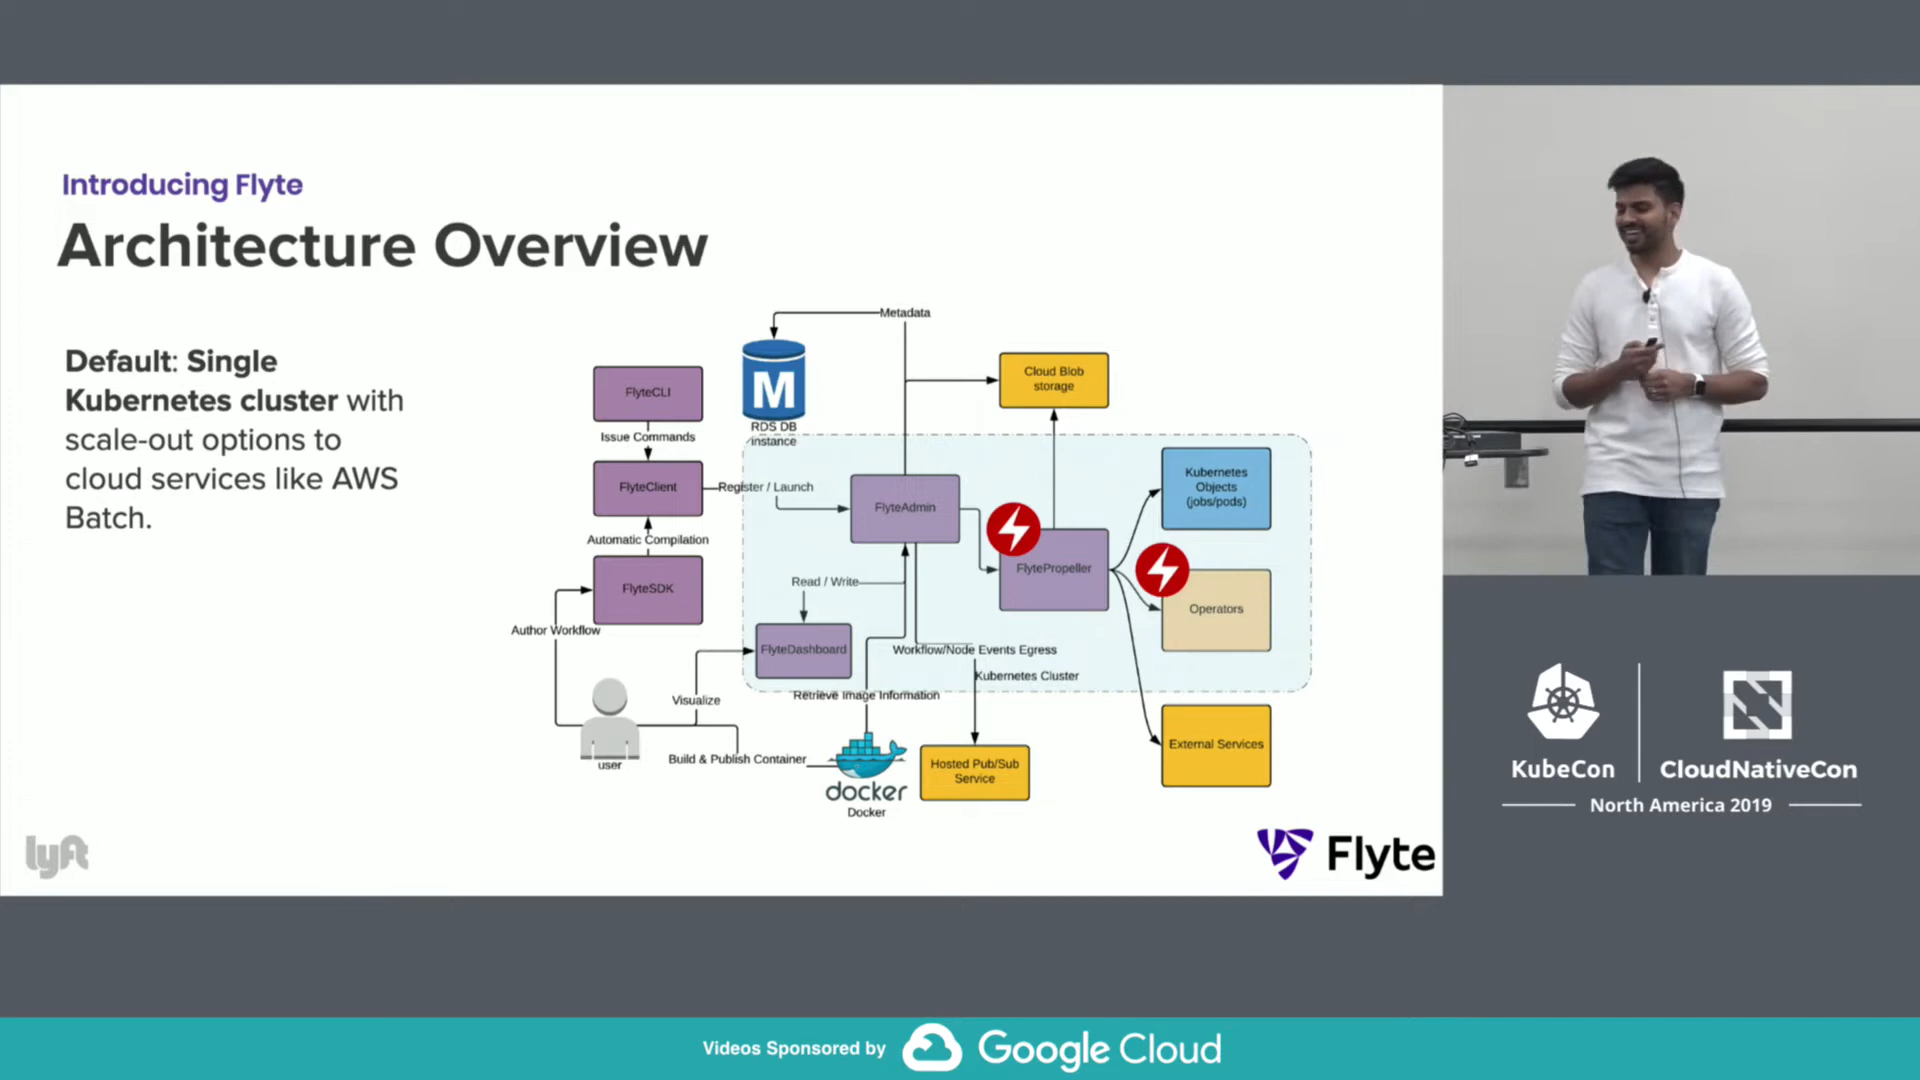 Introducing Flyte
Architecture Overview
Default: Single
Kubernetes cluster with
scale-out options to
cloud services like AWS
Batch.
Metadata
M
RDS DB
instance
Cloud Blob
storage
FlyteCLI
Issue Commands
FlyteClient
Register / Launch
FlyteAdmin
Kubernetes
Objects
(jobs/pods)
Automatic Compilation
FlyteSDK
Read / Write
FlytePropeller
Operators
Author Workflow
FlyteDashboard
Workflow/Node Events Egress
Kubernetes Cluster
Retrieve Image Information
Visualize
user
Build & Publish Container
docker
Docker
Hosted Pub/Sub
Service
External Services
lyft
Flyte
KubeCon
CloudNativeCon
North America 2019
Videos Sponsored by
Google Cloud